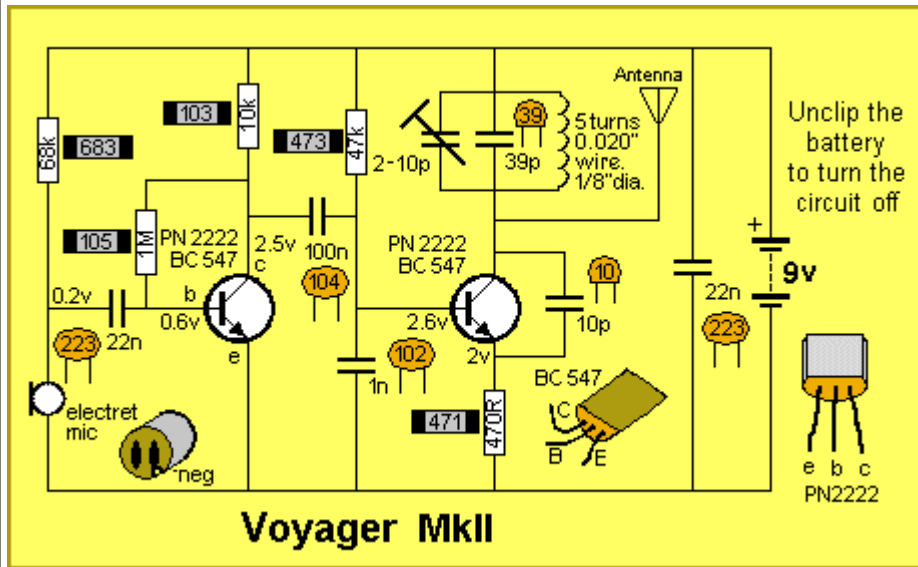 Antenna
103
10k
39
5 turns
0.020"
wire.
1/8"dia.
Unclip the
battery
to turn the
circuit off
68k
683
473
47k
2-10p
39p
105
1M
PN 2222
BC 547
2.5v
c
100n
PN 2222
BC 547
+
9v
104
10
22n
0.2v
b
22n
0.6v
2.6v
10p
223
223
e
102
2v
1n
BC 547
electret
mic
471
470R
C
B
E
neg
e b c
PN2222
Voyager MkII